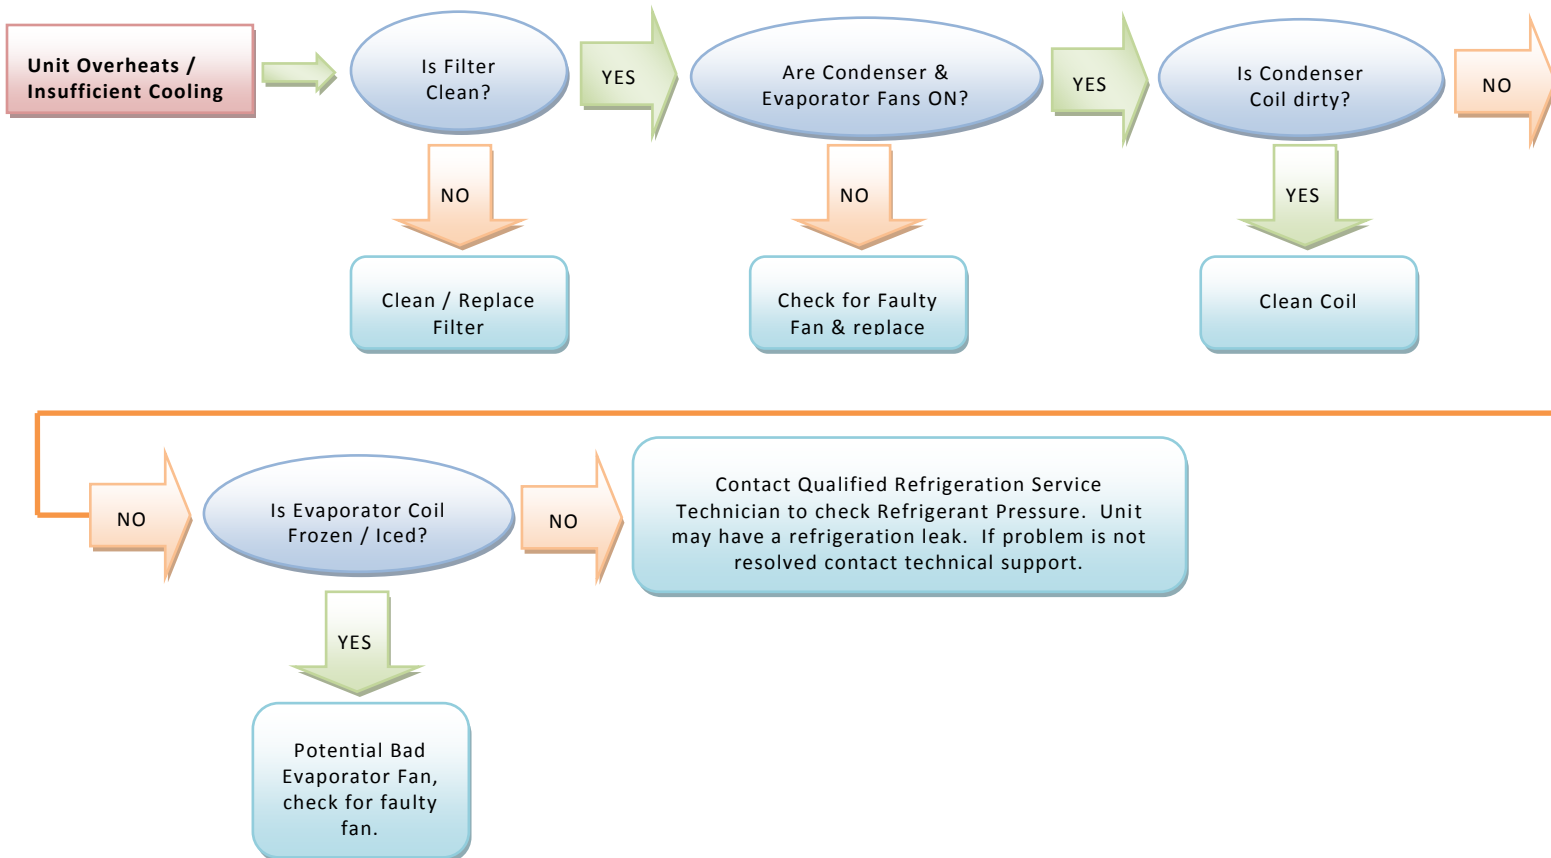 Unit Overheats /
Insufficient Cooling
Is Filter
Clean?
YES
Are Condenser &
Evaporator Fans ON?
YES
Is Condenser
Coil dirty?
NO
NO
NO
YES
Clean / Replace
Filter
Check for Faulty
Fan & replace
Clean Coil
NO
Is Evaporator Coil
Frozen / Iced?
NO
Contact Qualified Refrigeration Service
Technician to check Refrigerant Pressure.  Unit
may have a refrigeration leak.  If problem is not
resolved contact technical support.
YES
Potential Bad
Evaporator Fan,
check for faulty
fan.